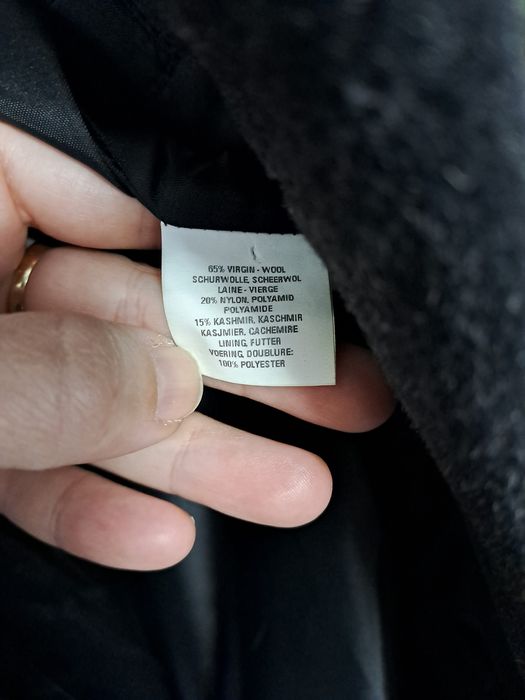 65% VIRGIN - WOOL
SCHURWOLLE, SCHEERWOL
LAINE - VIERGE
20% NYLON, POLYAMID
POLYAMIDE
15% KASHMIR, KASCHMIR
KASJMIER, CACHEMIRE
LINING, FUTTER
VOERING, DOUBLURE:
100% POLYESTER